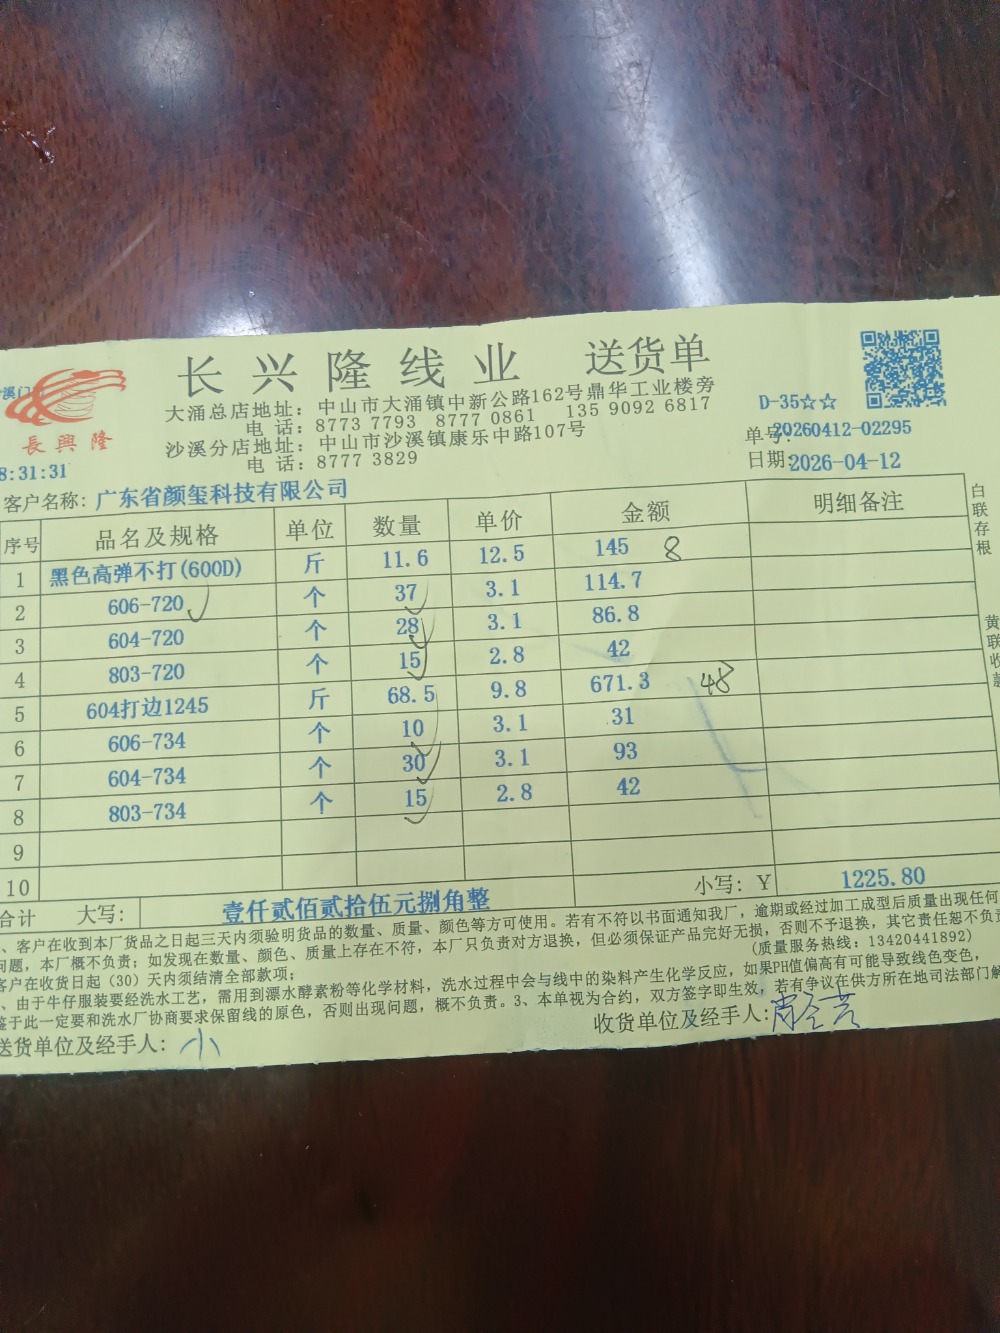 长兴隆线业 送货单
長興隆
大涌总店地址：中山市大涌镇中新公路162号鼎华工业楼旁
电 话：8773 7793 8777 0861 135 9092 6817
沙溪分店地址：中山市沙溪镇康乐中路107号
电 话：8777 3829
D-35☆☆
单号：20260412-02295
日期：2026-04-12
8:31:31
客户名称：广东省颜玺科技有限公司
序号 品名及规格 单位 数量 单价 金额 明细备注
1 黑色高弹不打(600D) 斤 11.6 12.5 145 8
2 606-720 个 37 3.1 114.7
3 604-720 个 28 3.1 86.8
4 803-720 个 15 2.8 42
5 604打边1245 斤 68.5 9.8 671.3 48
6 606-734 个 10 3.1 31
7 604-734 个 30 3.1 93
8 803-734 个 15 2.8 42
9
10
合计 大写：壹仟贰佰贰拾伍元捌角整 小写：Y 1225.80
白联存根
黄联收款
、客户在收到本厂货品之日起三天内须验明货品的数量、质量、颜色等方可使用。若有不符以书面通知我厂，逾期或经过加工成型后质量出现任何
问题，本厂概不负责；如发现在数量、颜色、质量上存在不符，本厂只负责对方退换，但必须保证产品完好无损，否则不予退换，其它责任恕不负责
客户在收货日起（30）天内须结清全部款项； （质量服务热线：13420441892）
、由于牛仔服装要经洗水工艺，需用到漂水酵素粉等化学材料，洗水过程中会与线中的染料产生化学反应，如果PH值偏高有可能导致线色变色，
鉴于此一定要和洗水厂协商要求保留线的原色，否则出现问题，概不负责。3、本单视为合约，双方签字即生效。若有争议在供方所在地司法部门解
送货单位及经手人：小
收货单位及经手人：